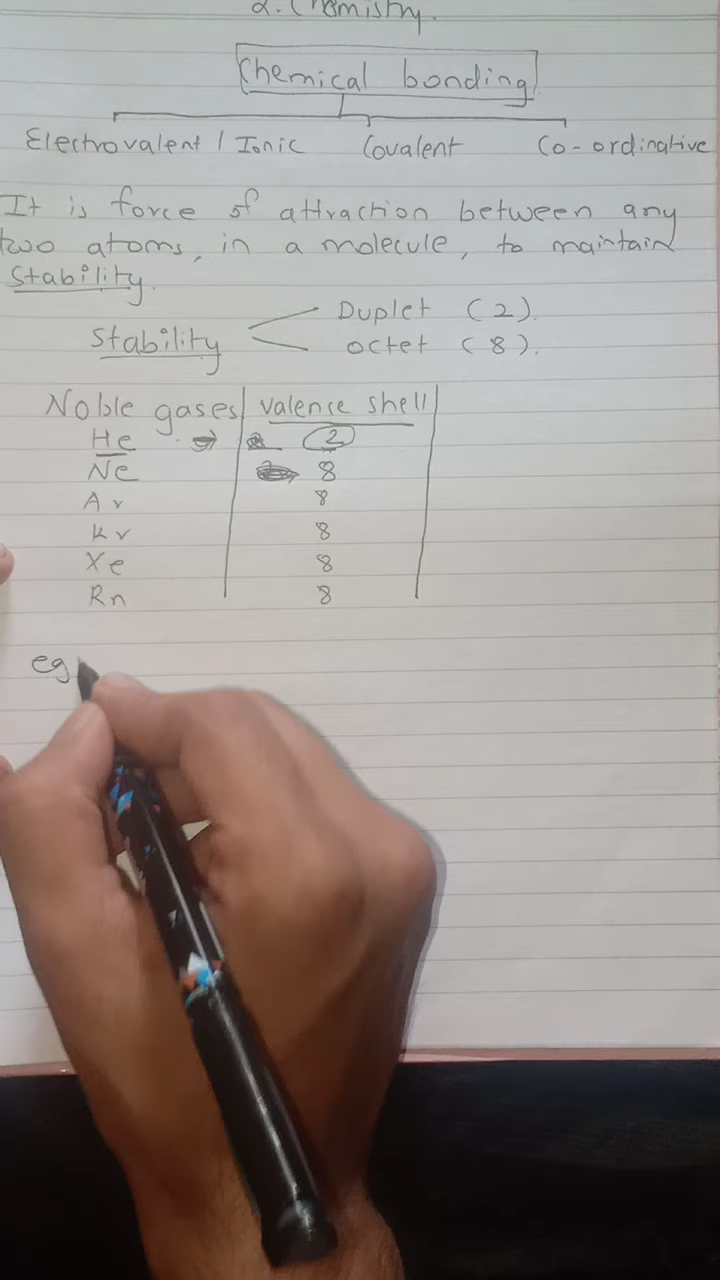 2. Chemistry.
Chemical bonding
Electrovalent / Ionic Covalent Co-ordinative
It is force of attraction between any
two atoms, in a molecule, to maintain
stability.
Stability Duplet (2).
octet (8).
Noble gases valence shell
He 2
Ne 8
Ar 8
Kr 8
Xe 8
Rn 8
eg